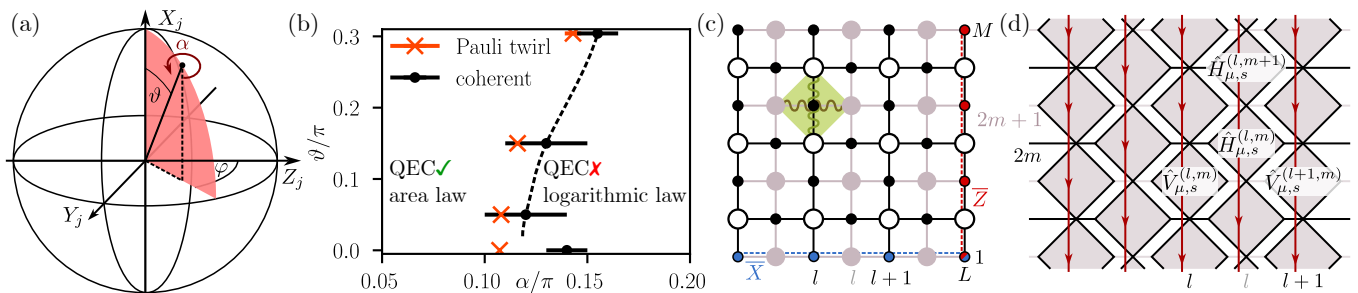 (a)
X_j
α
ϑ
φ
Z_j
Y_j
(b)
ϑ/π
0.3
0.2
0.1
0.0
Pauli twirl
coherent
QEC✓
area law
QEC✗
logarithmic law
0.05
0.10
α/π
0.15
0.20
(c)
M
2m + 1
Z̅
1
X̅
l
l
l + 1
L
(d)
2m
Ĥ_{μ,s}^{(l,m+1)}
Ĥ_{μ,s}^{(l,m)}
V̂_{μ,s}^{(l,m)}
V̂_{μ,s}^{(l+1,m)}
l
l
l + 1